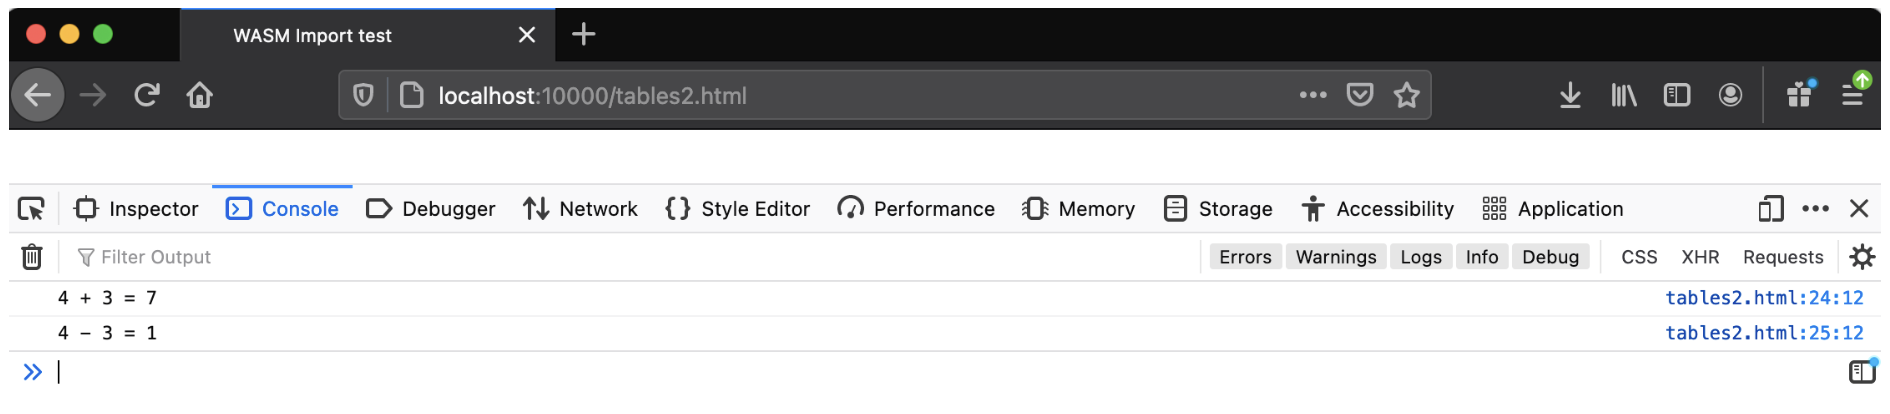 WASM Import test
localhost:10000/tables2.html
Inspector Console Debugger Network Style Editor Performance Memory Storage Accessibility Application
Filter Output Errors Warnings Logs Info Debug CSS XHR Requests
4 + 3 = 7 tables2.html:24:12
4 - 3 = 1 tables2.html:25:12